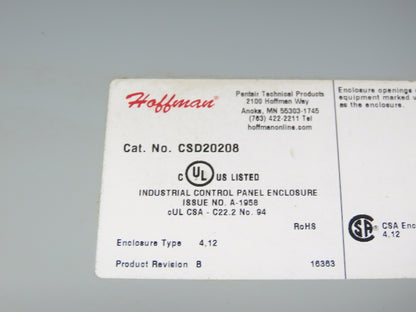 Hoffman®
Pentair Technical Products
2100 Hoffman Way
Anoka, MN 55303-1745
(763) 422-2211 Tel
hoffmanonline.com
Cat. No. CSD20208
C UL US LISTED
INDUSTRIAL CONTROL PANEL ENCLOSURE
ISSUE NO. A-1958
cUL CSA - C22.2 No. 94
RoHS
Enclosure Type 4,12
Product Revision B
16363
Enclosure openings
equipment marked
as the enclosure.
SA
CSA Enc
4,12